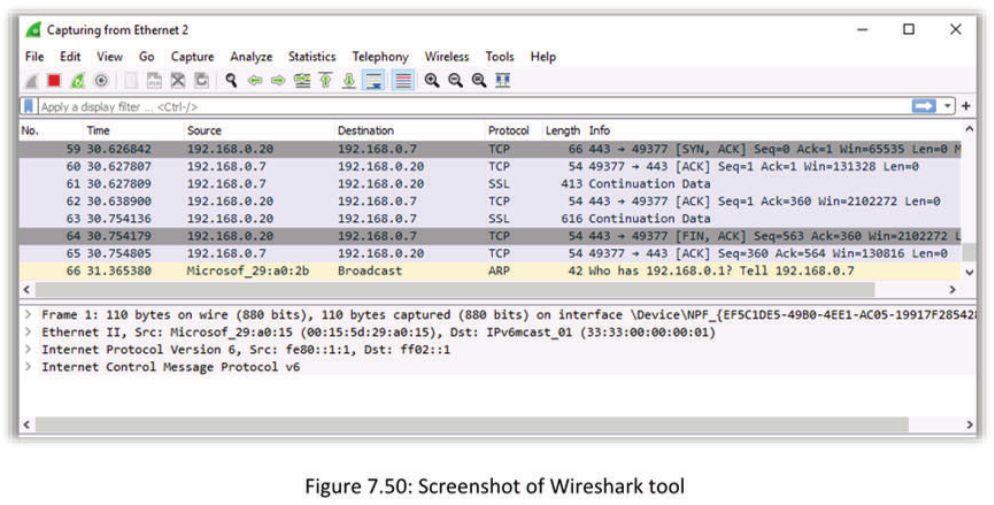 Capturing from Ethernet 2
File Edit View Go Capture Analyze Statistics Telephony Wireless Tools Help
Apply a display filter ... <Ctrl-/>
No. Time Source Destination Protocol Length Info
59 30.626842 192.168.0.20 192.168.0.7 TCP 66 443 → 49377 [SYN, ACK] Seq=0 Ack=1 Win=65535 Len=0 M
60 30.627807 192.168.0.7 192.168.0.20 TCP 54 49377 → 443 [ACK] Seq=1 Ack=1 Win=131328 Len=0
61 30.627809 192.168.0.7 192.168.0.20 SSL 413 Continuation Data
62 30.638900 192.168.0.20 192.168.0.7 TCP 54 443 → 49377 [ACK] Seq=1 Ack=360 Win=2102272 Len=0
63 30.754136 192.168.0.20 192.168.0.7 SSL 616 Continuation Data
64 30.754179 192.168.0.20 192.168.0.7 TCP 54 443 → 49377 [FIN, ACK] Seq=563 Ack=360 Win=2102272 L
65 30.754805 192.168.0.7 192.168.0.20 TCP 54 49377 → 443 [ACK] Seq=360 Ack=564 Win=130816 Len=0
66 31.365380 Microsof_29:a0:2b Broadcast ARP 42 Who has 192.168.0.1? Tell 192.168.0.7
Frame 1: 110 bytes on wire (880 bits), 110 bytes captured (880 bits) on interface \Device\NPF_{EF5C1DE5-49B0-4EE1-AC05-19917F28542
Ethernet II, Src: Microsof_29:a0:15 (00:15:5d:29:a0:15), Dst: IPv6mcast_01 (33:33:00:00:00:01)
Internet Protocol Version 6, Src: fe80::1:1, Dst: ff02::1
Internet Control Message Protocol v6
Figure 7.50: Screenshot of Wireshark tool